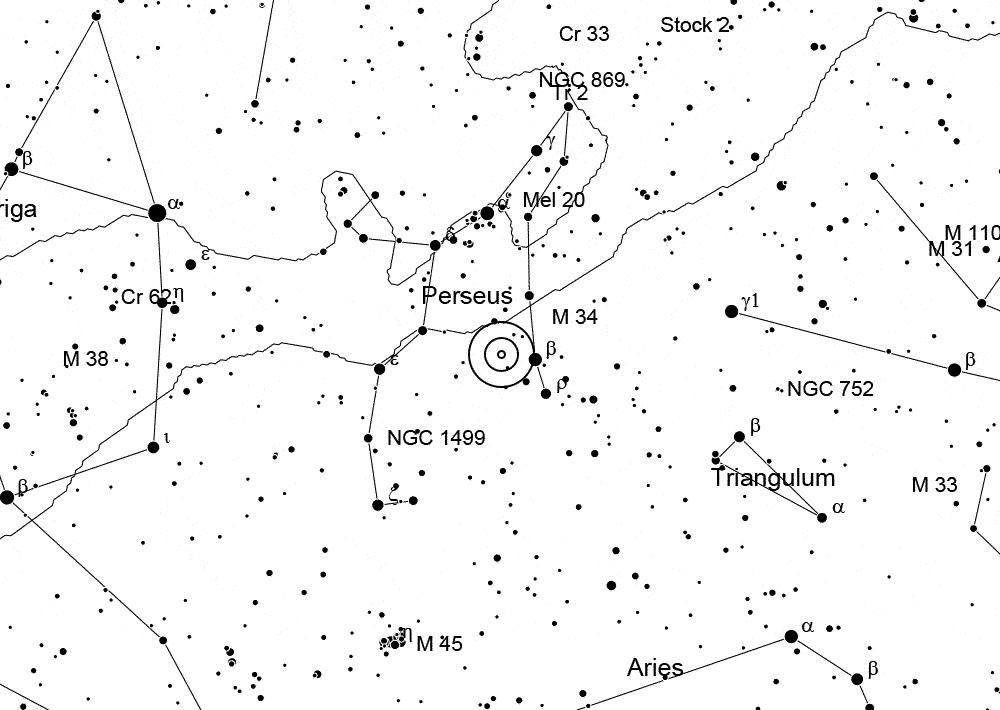 Stock 2
Cr 33
NGC 869
Tr 2
γ
β
α
riga
α
Mel 20
M 110
M 31
ε
Cr 62
η
Perseus
γ1
M 34
β
M 38
ε
β
ρ
NGC 752
β
NGC 1499
ι
Triangulum
β
M 33
α
η
M 45
α
Aries
β